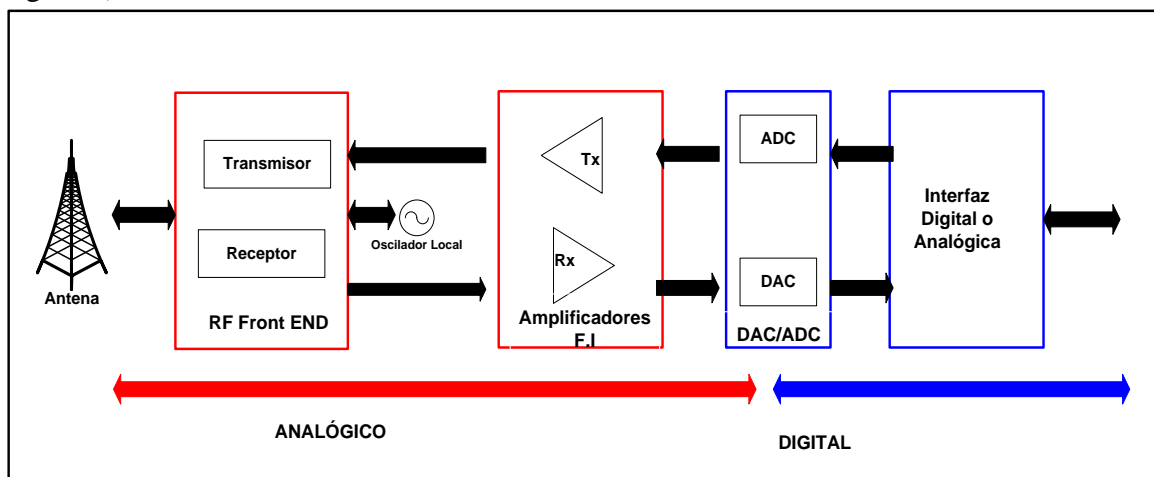 Transmisor
Receptor
RF Front END
Antena
Oscilador Local
Tx
Rx
Amplificadores
F.I
ADC
DAC
DAC/ADC
Interfaz
Digital o
Analógica
ANALÓGICO
DIGITAL